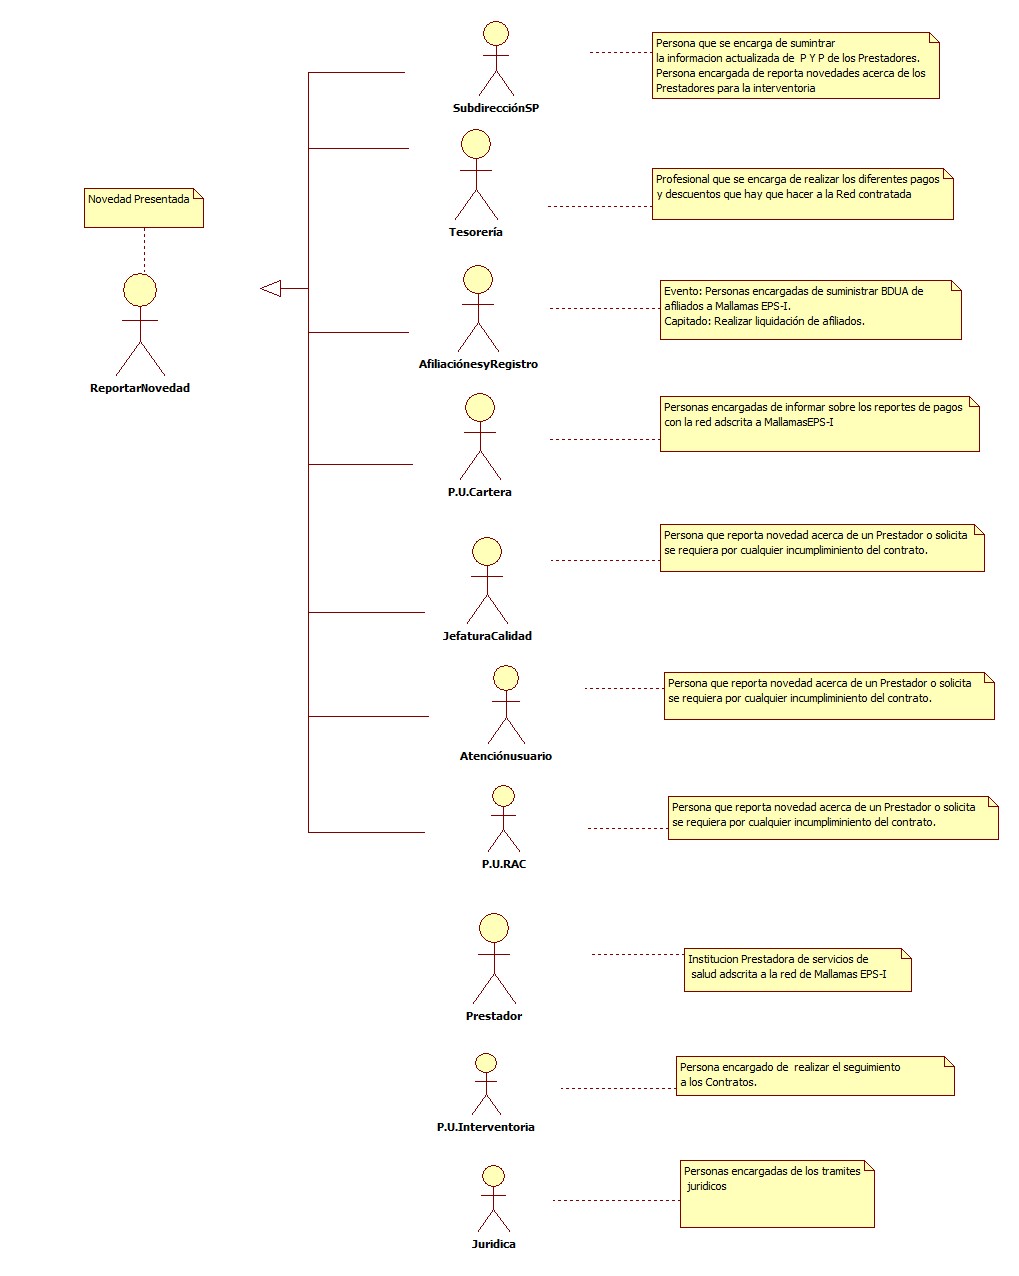 Persona que se encarga de sumintrar
la informacion actualizada de P Y P de los Prestadores.
Persona encargada de reporta novedades acerca de los
Prestadores para la interventoria
SubdirecciónSP
Profesional que se encarga de realizar los diferentes pagos
y descuentos que hay que hacer a la Red contratada
Tesorería
Novedad Presentada
ReportarNovedad
Evento: Personas encargadas de suministrar BDUA de
afiliados a Mallamas EPS-I.
Capitado: Realizar liquidación de afiliados.
AfiliaciónesyRegistro
Personas encargadas de informar sobre los reportes de pagos
con la red adscrita a MallamasEPS-I
P.U.Cartera
Persona que reporta novedad acerca de un Prestador o solicita
se requiera por cualquier incumpliminiento del contrato.
JefaturaCalidad
Persona que reporta novedad acerca de un Prestador o solicita
se requiera por cualquier incumpliminiento del contrato.
Atenciónusuario
Persona que reporta novedad acerca de un Prestador o solicita
se requiera por cualquier incumpliminiento del contrato.
P.U.RAC
Institucion Prestadora de servicios de
salud adscrita a la red de Mallamas EPS-I
Prestador
Persona encargado de realizar el seguimiento
a los Contratos.
P.U.Interventoria
Personas encargadas de los tramites
juridicos
Juridica